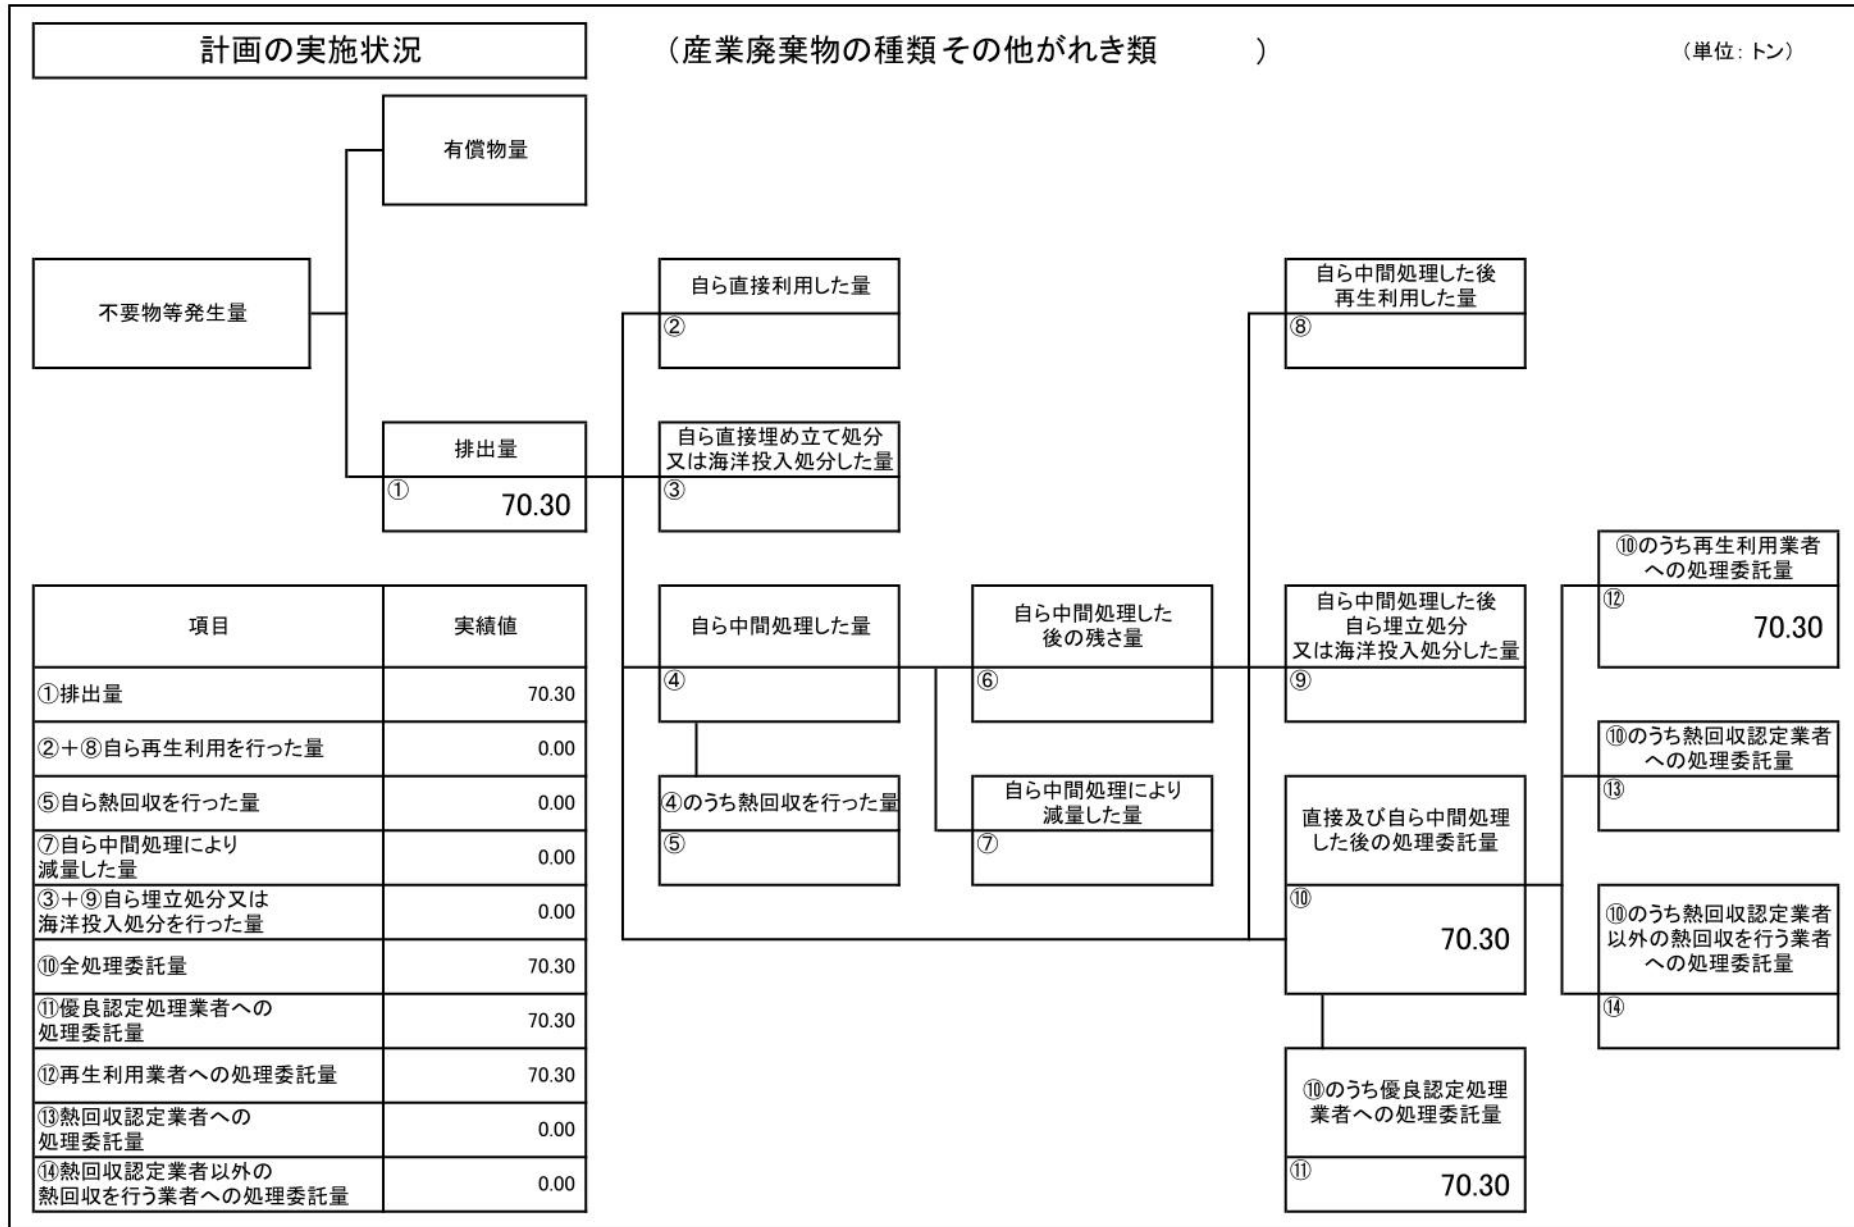 計画の実施状況
（産業廃棄物の種類その他がれき類　　　）
（単位：トン）
有償物量
不要物等発生量
自ら直接利用した量
②
自ら中間処理した後
再生利用した量
⑧
排出量
①
70.30
自ら直接埋め立て処分
又は海洋投入処分した量
③
⑩のうち再生利用業者
への処理委託量
⑫
70.30
項目
実績値
①排出量
70.30
②＋⑧自ら再生利用を行った量
0.00
⑤自ら熱回収を行った量
0.00
⑦自ら中間処理により
減量した量
0.00
③＋⑨自ら埋立処分又は
海洋投入処分を行った量
0.00
⑩全処理委託量
70.30
⑪優良認定処理業者への
処理委託量
70.30
⑫再生利用業者への処理委託量
70.30
⑬熱回収認定業者への
処理委託量
0.00
⑭熱回収認定業者以外の
熱回収を行う業者への処理委託量
0.00
自ら中間処理した量
④
自ら中間処理した
後の残さ量
⑥
自ら中間処理した後
自ら埋立処分
又は海洋投入処分した量
⑨
④のうち熱回収を行った量
⑤
自ら中間処理により
減量した量
⑦
直接及び自ら中間処理
した後の処理委託量
⑩
70.30
⑩のうち熱回収認定業者
への処理委託量
⑬
⑩のうち熱回収認定業者
以外の熱回収を行う業者
への処理委託量
⑭
⑩のうち優良認定処理
業者への処理委託量
⑪
70.30